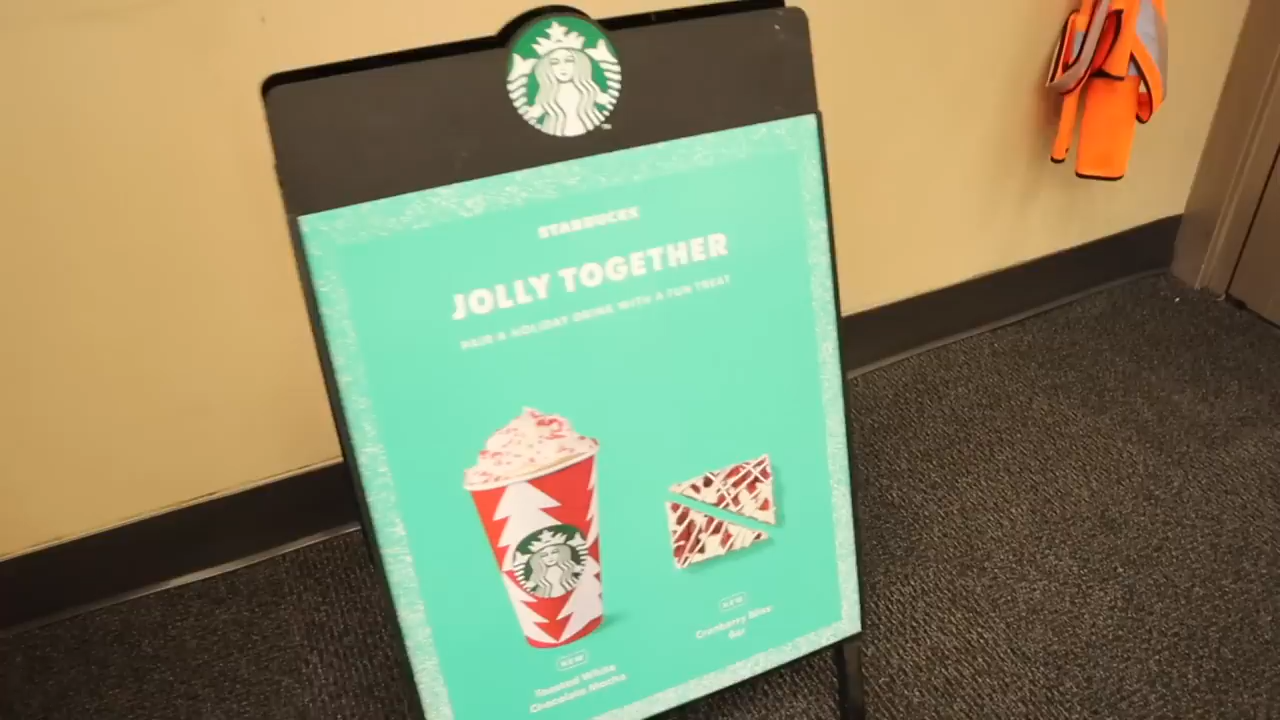 STARBUCKS
JOLLY TOGETHER
PAIR A HOLIDAY DRINK WITH A FUN TREAT
NEW
Cranberry Bliss
Bar
NEW
Toasted White
Chocolate Mocha